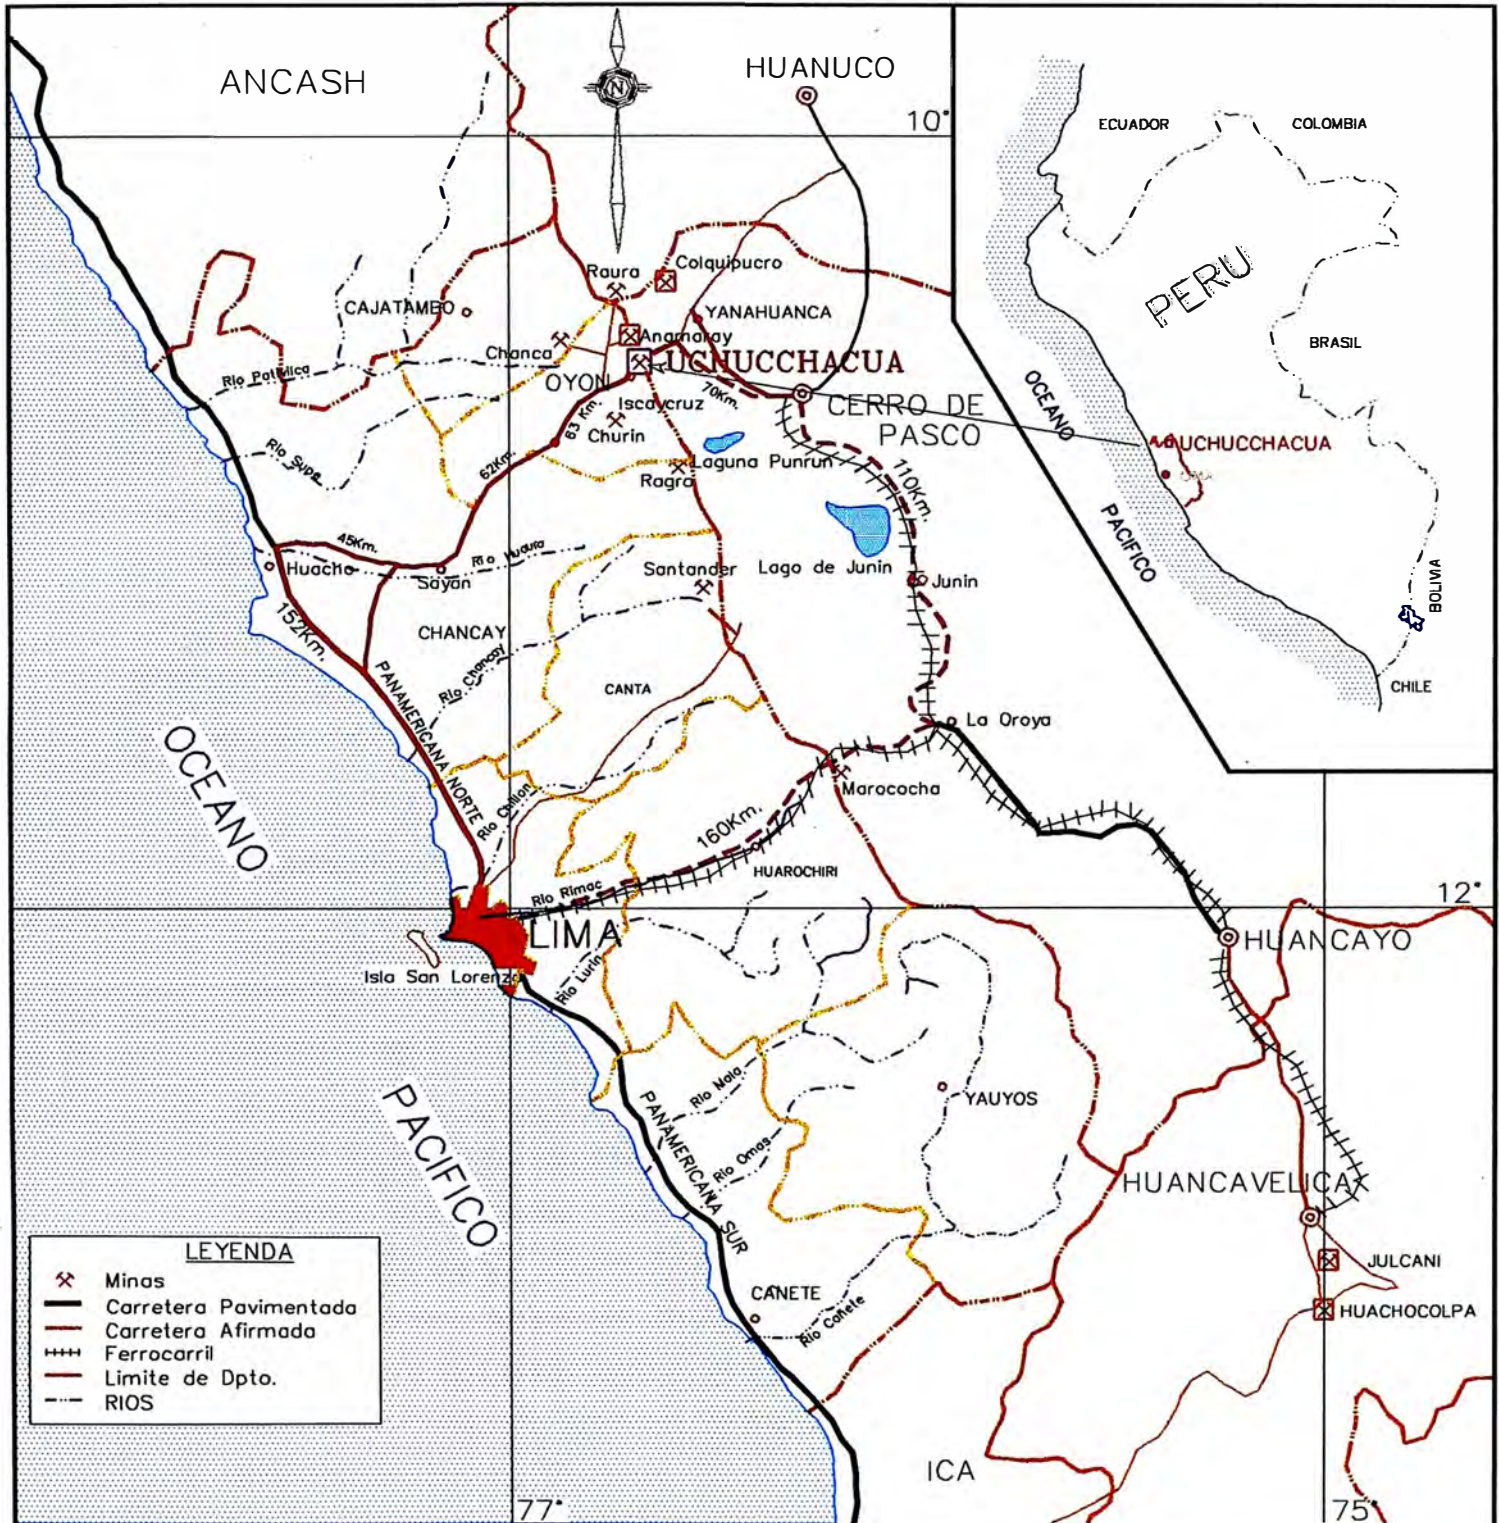 ANCASH
N
HUANUCO
10°
ECUADOR
COLOMBIA
PERU
BRASIL
OCEANO
PACIFICO
UCHUCCHACUA
BOLIVIA
CHILE
Raura
Colquipucro
CAJATAMBO
YANAHUANCA
Chanca
Anamaray
UCHUCCHACUA
OYON
70Km.
Rio
Iscaycruz
63 Km.
Churin
CERRO DE
PASCO
Rio Supe
62Km.
Laguna Punrun
Ragra
110Km.
45Km.
Rio Huaura
Huacho
Sayan
Santander
Lago de Junin
Junin
152Km.
CHANCAY
Rio Chancay
PANAMERICANA NORTE
CANTA
La Oroya
OCEANO
Marococha
Rio Chillon
160Km.
HUAROCHIRI
Rio Rimac
12°
LIMA
HUANCAYO
Isla San Lorenzo
Rio Lurin
Rio Mala
YAUYOS
PACIFICO
PANAMERICANA SUR
Rio Omas
HUANCAVELICA
JULCANI
CAÑETE
Rio Cañete
HUACHOCOLPA
LEYENDA
Minas
Carretera Pavimentada
Carretera Afirmada
Ferrocarril
Limite de Dpto.
RIOS
ICA
77°
75°